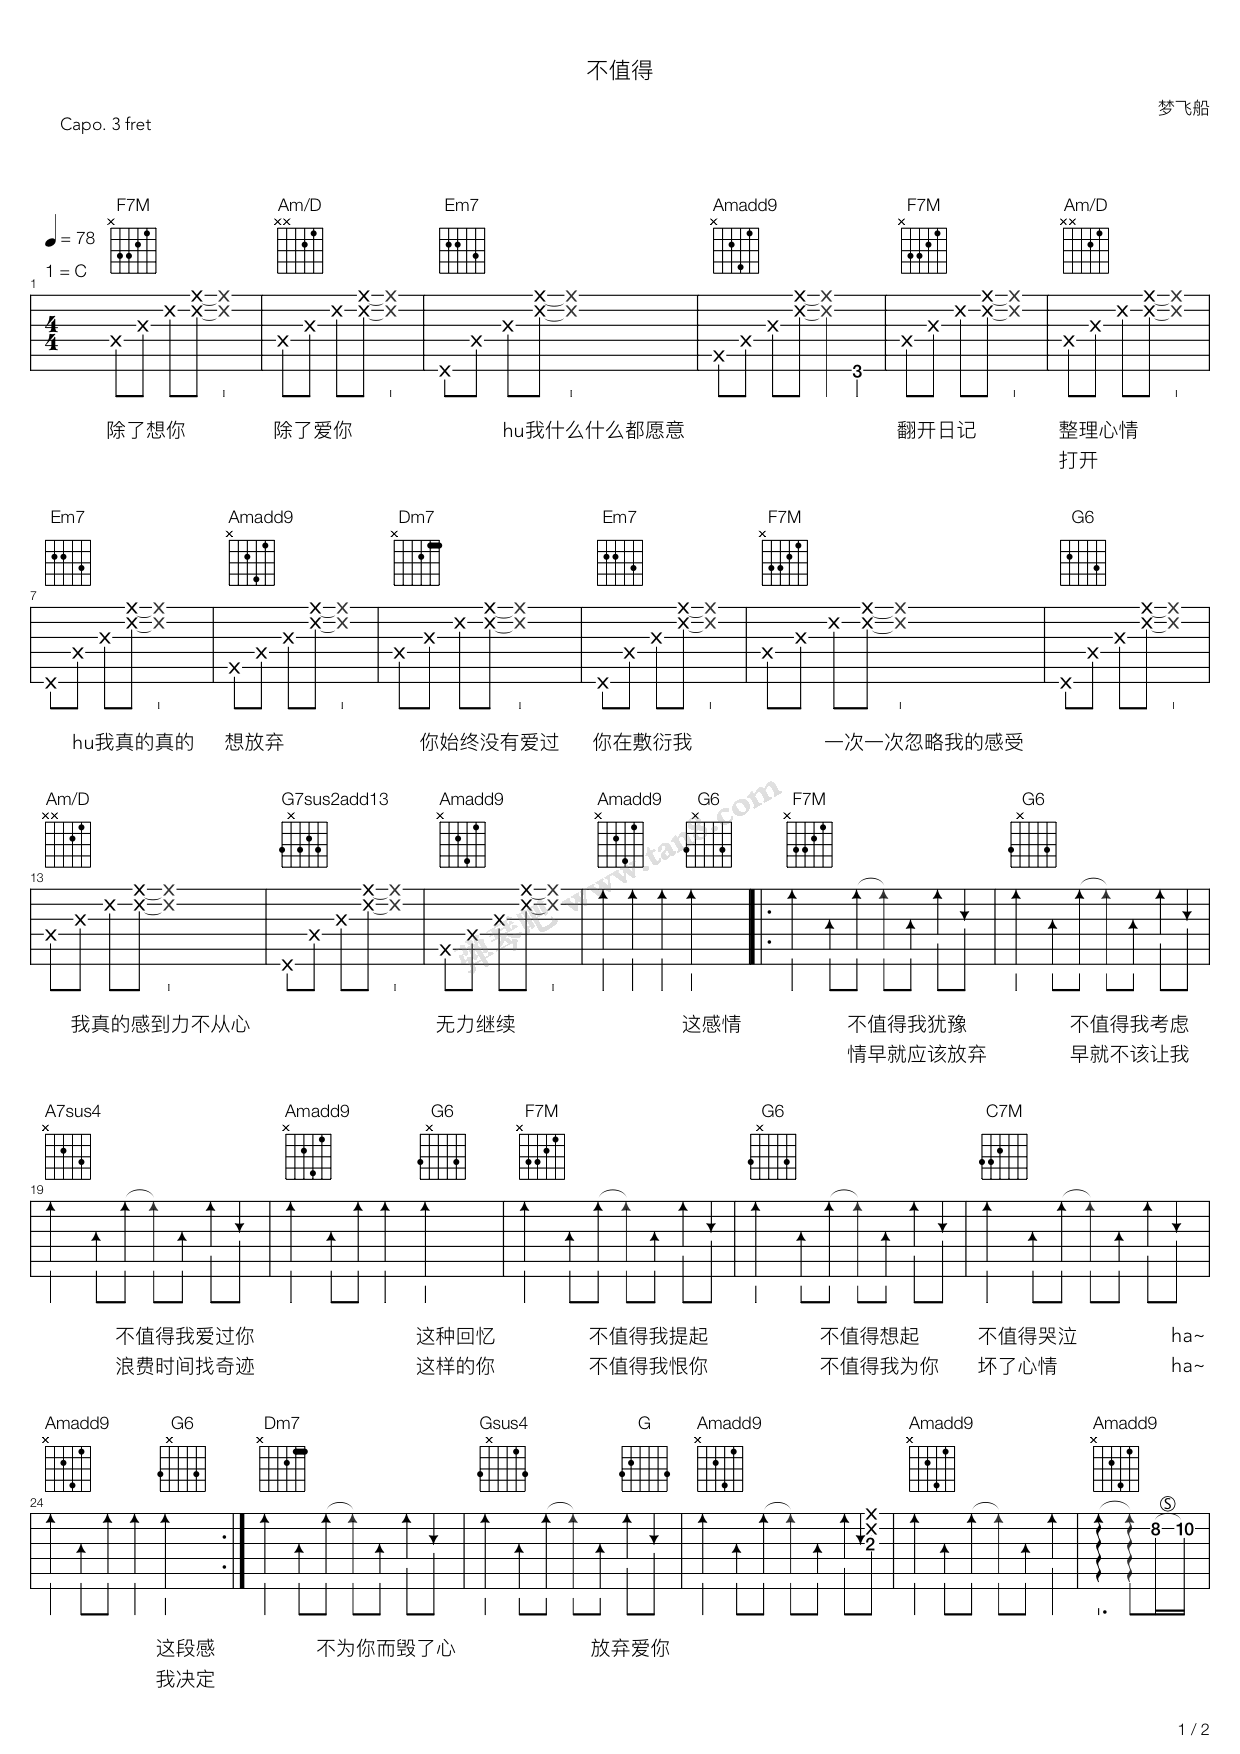 不值得
梦飞船
Capo. 3 fret
F7M Am/D Em7 Amadd9 F7M Am/D
♩= 78
1 = C
1
4/4
3
除了想你 除了爱你 hu我什么什么都愿意 翻开日记 整理心情
打开
Em7 Amadd9 Dm7 Em7 F7M G6
7
hu我真的真的 想放弃 你始终没有爱过 你在敷衍我 一次一次忽略我的感受
Am/D G7sus2add13 Amadd9 Amadd9 G6 F7M G6
13
弹琴吧 www.tan8.com
我真的感到力不从心 无力继续 这感情 不值得我犹豫 不值得我考虑
情早就应该放弃 早就不该让我
A7sus4 Amadd9 G6 F7M G6 C7M
19
不值得我爱过你 这种回忆 不值得我提起 不值得想起 不值得哭泣 ha~
浪费时间找奇迹 这样的你 不值得我恨你 不值得我为你 坏了心情 ha~
Amadd9 G6 Dm7 Gsus4 G Amadd9 Amadd9 Amadd9
24
S
8 10
2
这段感 不为你而毁了心 放弃爱你
我决定
1 / 2